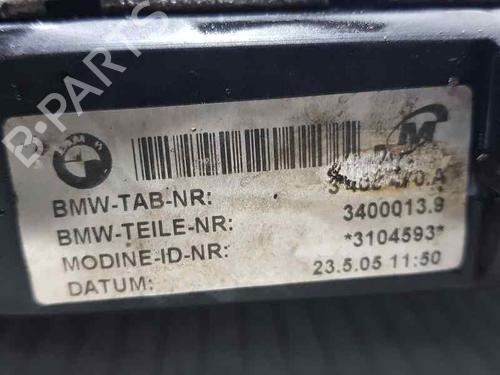 B-PARTS
BMW
M
BMW-TAB-NR:
BMW-TEILE-NR: 3400013.9
MODINE-ID-NR: *3104593*
DATUM: 23.5.05 11:50